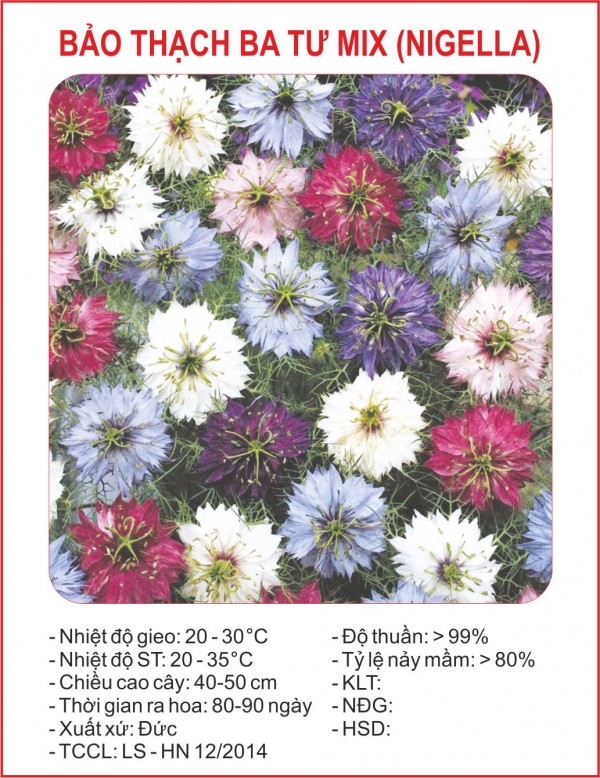 BẢO THẠCH BA TƯ MIX (NIGELLA)
- Nhiệt độ gieo: 20 - 30°C
- Nhiệt độ ST: 20 - 35°C
- Chiều cao cây: 40-50 cm
- Thời gian ra hoa: 80-90 ngày
- Xuất xứ: Đức
- TCCL: LS - HN 12/2014
- Độ thuần: > 99%
- Tỷ lệ nảy mầm: > 80%
- KLT:
- NĐG:
- HSD: